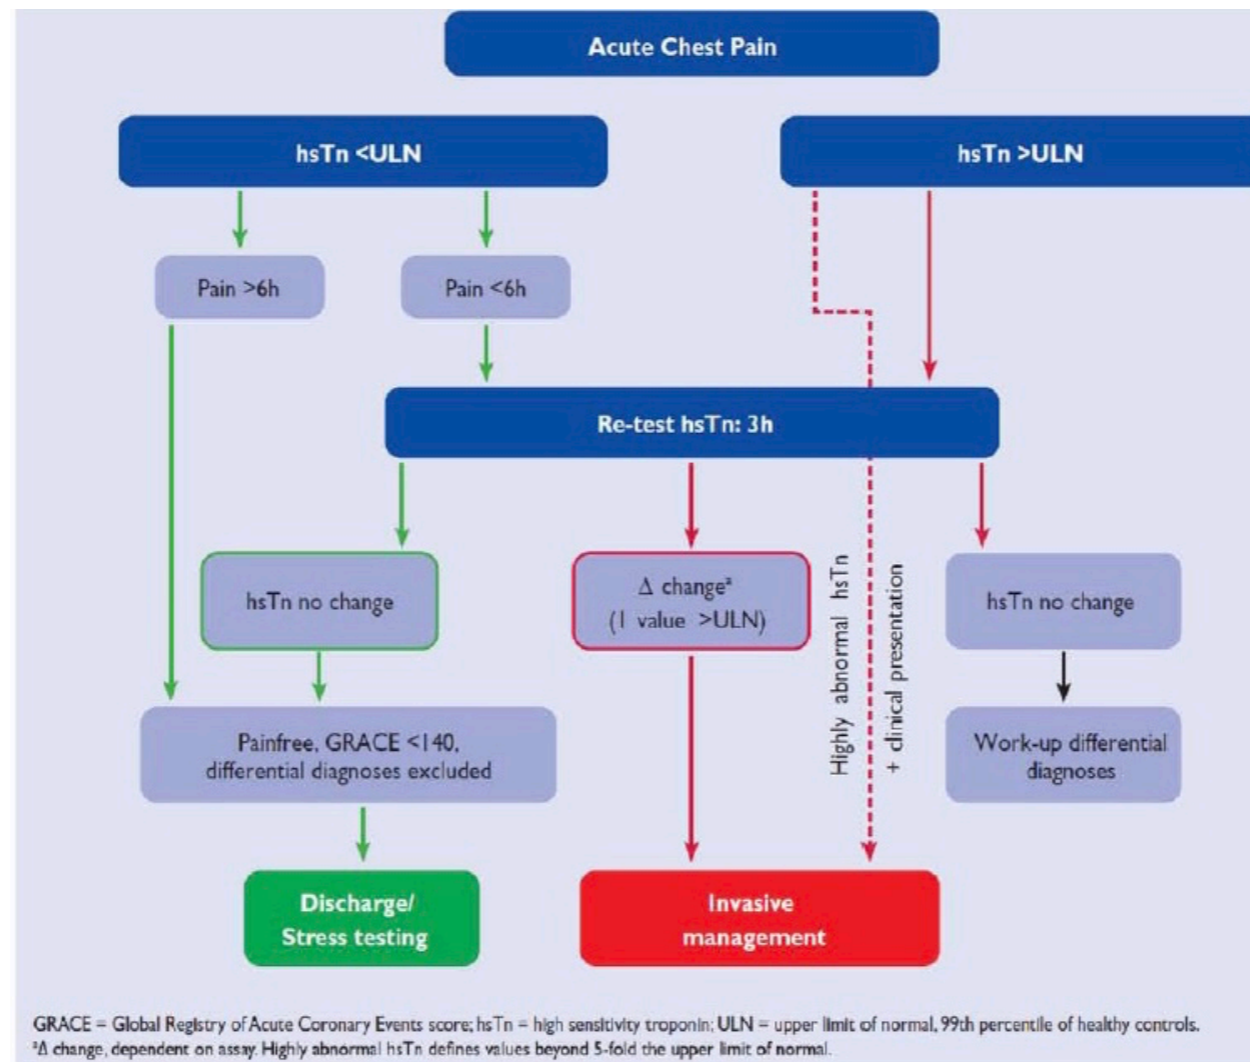 Acute Chest Pain
hsTn <ULN
hsTn >ULN
Pain >6h
Pain <6h
Re-test hsTn: 3h
hsTn no change
Δ changeᵃ
(1 value >ULN)
Highly abnormal hsTn
+ clinical presentation
hsTn no change
Painfree, GRACE <140,
differential diagnoses excluded
Work-up differential
diagnoses
Discharge/
Stress testing
Invasive
management
GRACE = Global Registry of Acute Coronary Events score; hsTn = high sensitivity troponin; ULN = upper limit of normal, 99th percentile of healthy controls.
ᵃΔ change, dependent on assay. Highly abnormal hsTn defines values beyond 5-fold the upper limit of normal.